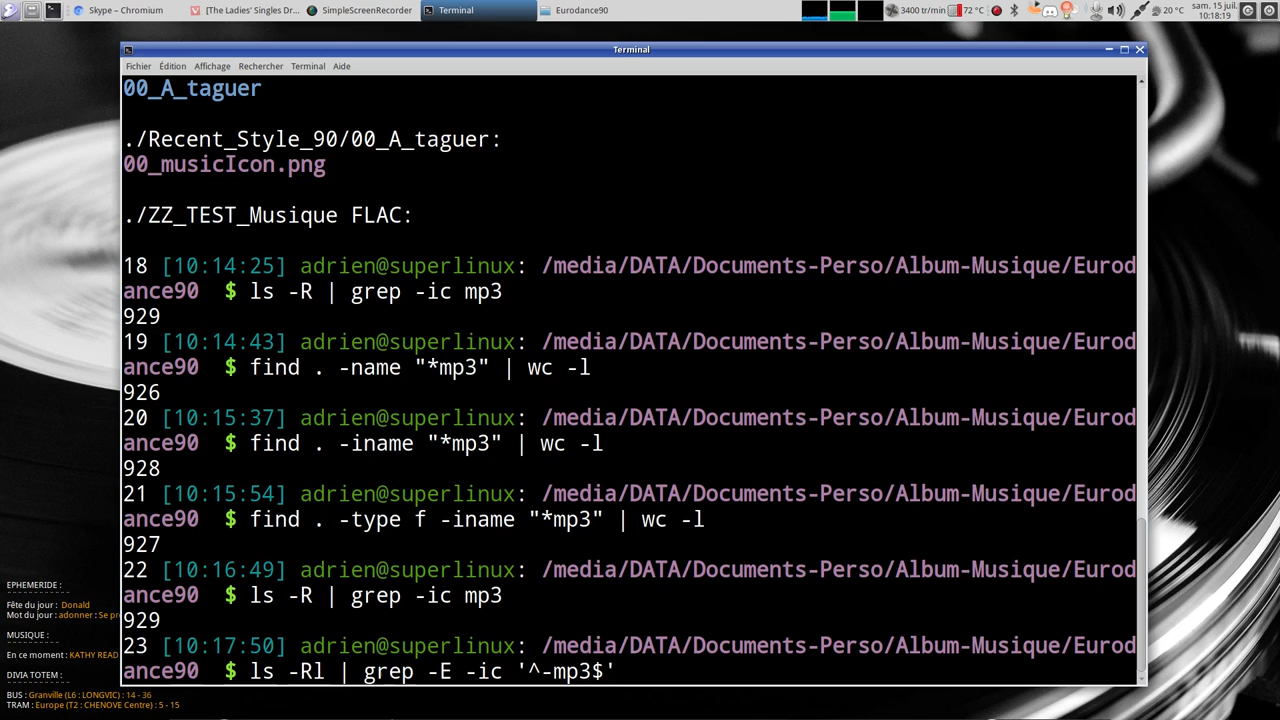 Skype – Chromium
[The Ladies' Singles Dr...
SimpleScreenRecorder
Terminal
Eurodance90
3400 tr/min
72 °C
20 °C
sam. 15 juil.
10:18:19
Terminal
Fichier Édition Affichage Rechercher Terminal Aide
00_A_taguer
./Recent_Style_90/00_A_taguer:
00_musicIcon.png
./ZZ_TEST_Musique FLAC:
18 [10:14:25] adrien@superlinux: /media/DATA/Documents-Perso/Album-Musique/Eurod
ance90 $ ls -R | grep -ic mp3
929
19 [10:14:43] adrien@superlinux: /media/DATA/Documents-Perso/Album-Musique/Eurod
ance90 $ find . -name "*mp3" | wc -l
926
20 [10:15:37] adrien@superlinux: /media/DATA/Documents-Perso/Album-Musique/Eurod
ance90 $ find . -iname "*mp3" | wc -l
928
21 [10:15:54] adrien@superlinux: /media/DATA/Documents-Perso/Album-Musique/Eurod
ance90 $ find . -type f -iname "*mp3" | wc -l
927
22 [10:16:49] adrien@superlinux: /media/DATA/Documents-Perso/Album-Musique/Eurod
ance90 $ ls -R | grep -ic mp3
929
23 [10:17:50] adrien@superlinux: /media/DATA/Documents-Perso/Album-Musique/Eurod
ance90 $ ls -Rl | grep -E -ic '^-mp3$'
EPHEMERIDE :
Fête du jour : Donald
Mot du jour : adonner : Se pr
MUSIQUE :
En ce moment : KATHY READ
DIVIA TOTEM :
BUS : Granville (L6 : LONGVIC) : 14 - 36
TRAM : Europe (T2 : CHENOVE Centre) : 5 - 15